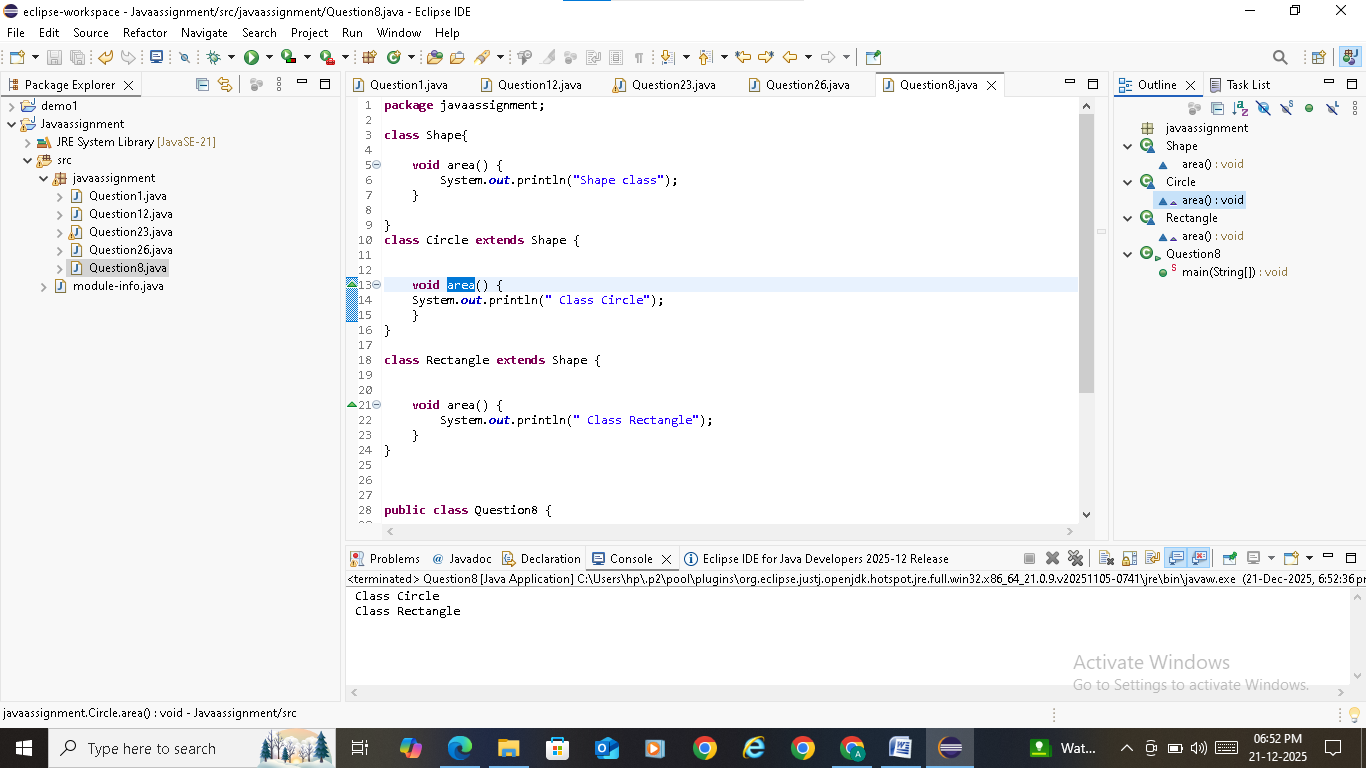 eclipse-workspace - Javaassignment/src/javaassignment/Question8.java - Eclipse IDE
File Edit Source Refactor Navigate Search Project Run Window Help
Package Explorer
demo1
Javaassignment
JRE System Library [JavaSE-21]
src
javaassignment
Question1.java
Question12.java
Question23.java
Question26.java
Question8.java
module-info.java
Question1.java Question12.java Question23.java Question26.java Question8.java
1 package javaassignment;
2
3 class Shape{
4
5 void area() {
6 System.out.println("Shape class");
7 }
8
9 }
10 class Circle extends Shape {
11
12
13 void area() {
14 System.out.println(" Class Circle");
15 }
16 }
17
18 class Rectangle extends Shape {
19
20
21 void area() {
22 System.out.println(" Class Rectangle");
23 }
24 }
25
26
27
28 public class Question8 {
Outline Task List
javaassignment
Shape
area() : void
Circle
area() : void
Rectangle
area() : void
Question8
main(String[]) : void
Problems Javadoc Declaration Console Eclipse IDE for Java Developers 2025-12 Release
<terminated> Question8 [Java Application] C:\Users\hp\.p2\pool\plugins\org.eclipse.justj.openjdk.hotspot.jre.full.win32.x86_64_21.0.9.v20251105-0741\jre\bin\javaw.exe (21-Dec-2025, 6:52:36 pm
Class Circle
Class Rectangle
Activate Windows
Go to Settings to activate Windows.
javaassignment.Circle.area() : void - Javaassignment/src
Type here to search
Wat...
06:52 PM
21-12-2025